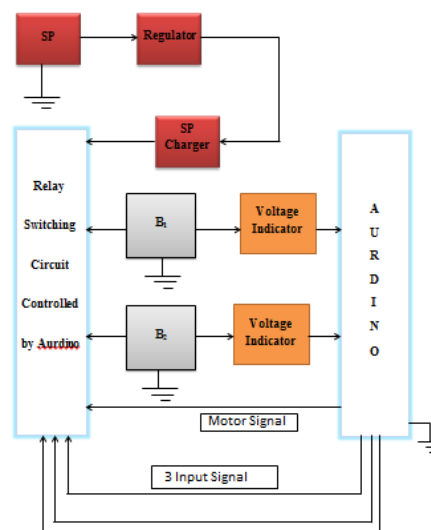 SP
Regulator
SP
Charger
Relay
Switching
Circuit
Controlled
by Aurdino
B₁
Voltage
Indicator
B₂
Voltage
Indicator
A
U
R
D
I
N
O
Motor Signal
3 Input Signal